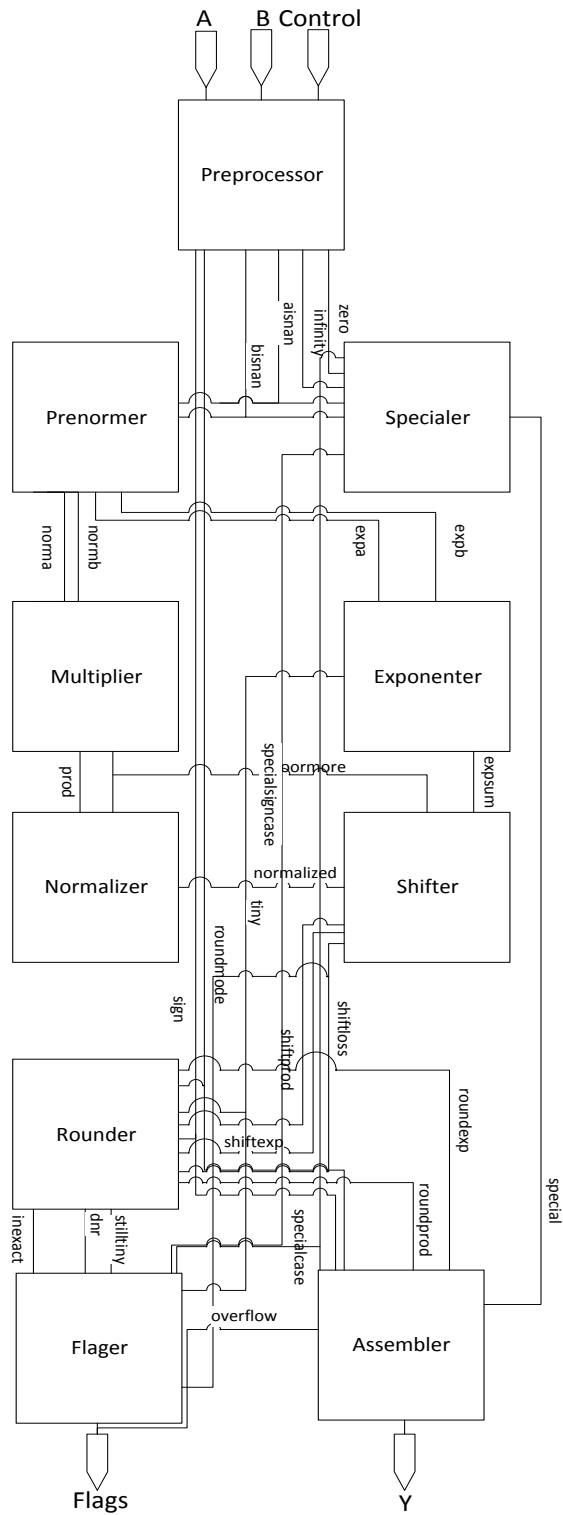 A B Control
Preprocessor
zero
infinity
aisnan
bisnan
Prenormer
Specialer
norma
normb
expa
expb
Multiplier
Exponenter
prod
specialsigncase
oormore
expsum
Normalizer
normalized
Shifter
tiny
roundmode
sign
shiftprod
shiftloss
Rounder
shiftexp
roundexp
roundprod
special
inexact
dnr
stilltiny
specialcase
overflow
Flager
Assembler
Flags
Y